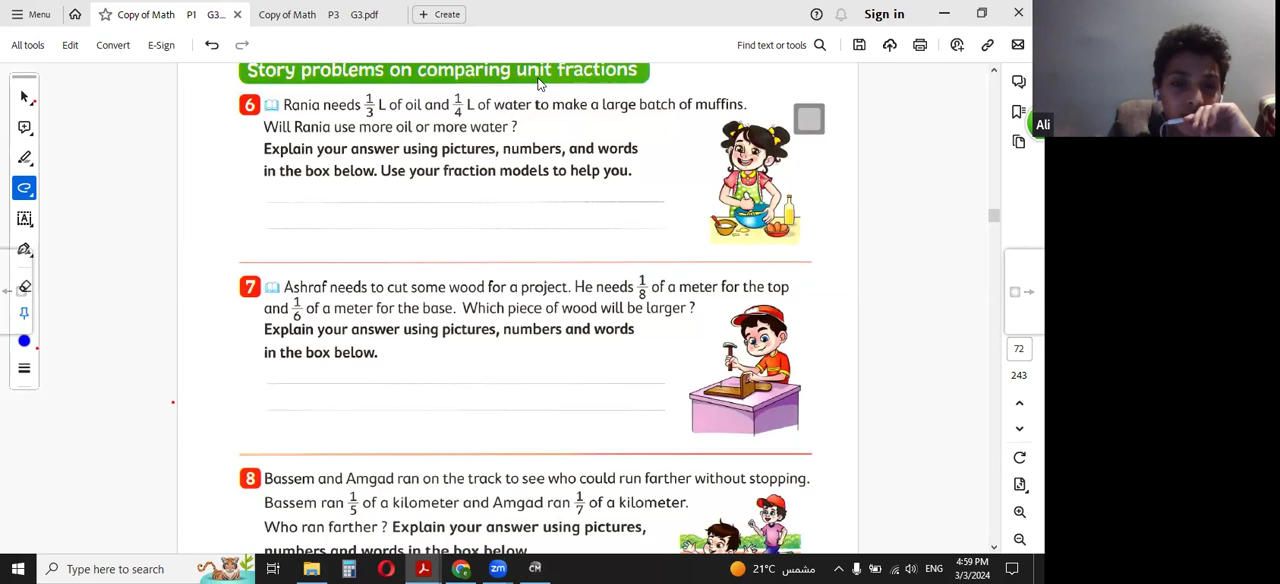 Menu
Copy of Math P1 G3...
Copy of Math P3 G3.pdf
Create
Sign in
All tools
Edit
Convert
E-Sign
Find text or tools
Story problems on comparing unit fractions
6 Rania needs 1/3 L of oil and 1/4 L of water to make a large batch of muffins.
Will Rania use more oil or more water ?
Explain your answer using pictures, numbers, and words
in the box below. Use your fraction models to help you.
7 Ashraf needs to cut some wood for a project. He needs 1/8 of a meter for the top
and 1/6 of a meter for the base. Which piece of wood will be larger ?
Explain your answer using pictures, numbers and words
in the box below.
8 Bassem and Amgad ran on the track to see who could run farther without stopping.
Bassem ran 1/5 of a kilometer and Amgad ran 1/7 of a kilometer.
Who ran farther ? Explain your answer using pictures,
numbers and words in the box below.
72
243
Ali
Type here to search
21°C مشمس
ENG
4:59 PM
3/3/2024